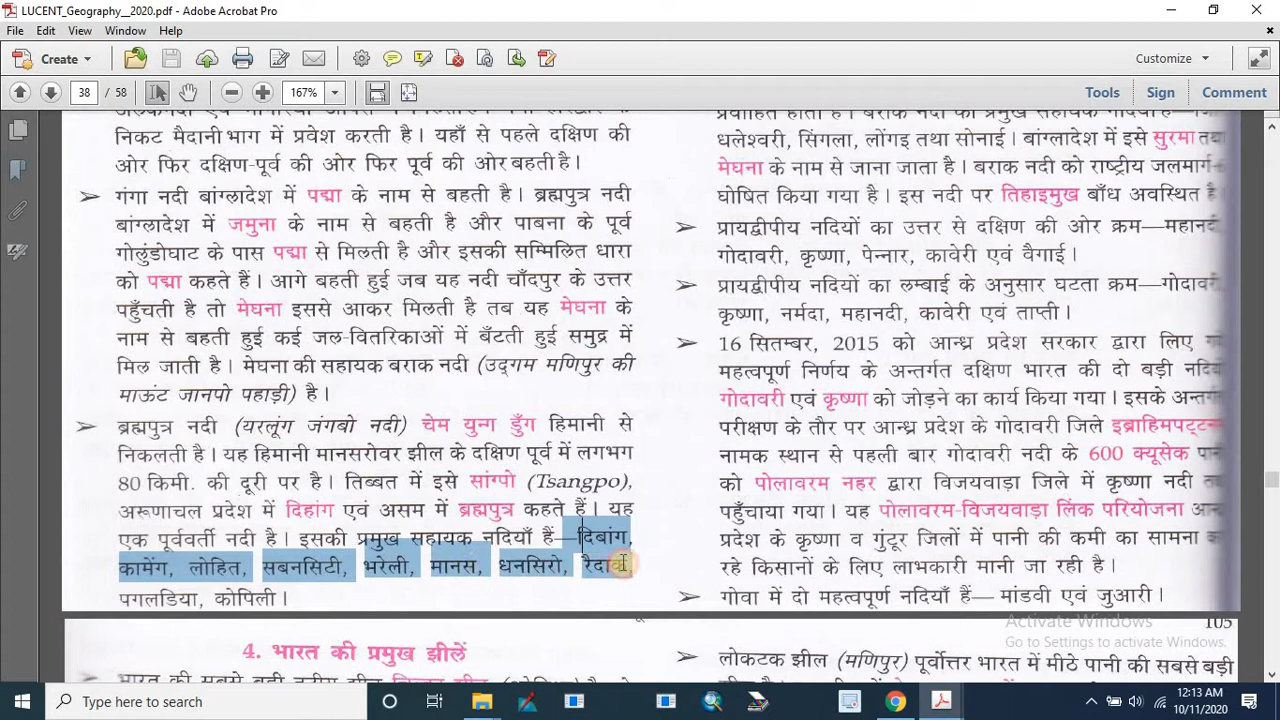 LUCENT_Geography__2020.pdf - Adobe Acrobat Pro
File Edit View Window Help
Create
Customize
38 / 58
167%
Tools Sign Comment
निकट मैदानी भाग में प्रवेश करती है। यहाँ से पहले दक्षिण की
ओर फिर दक्षिण-पूर्व की ओर फिर पूर्व की ओर बहती है।
➢ गंगा नदी बांग्लादेश में पद्मा के नाम से बहती है। ब्रह्मपुत्र नदी
बांग्लादेश में जमुना के नाम से बहती है और पाबना के पूर्व
गोलुंडोघाट के पास पद्मा से मिलती है और इसकी सम्मिलित धारा
को पद्मा कहते हैं। आगे बहती हुई जब यह नदी चाँदपुर के उत्तर
पहुँचती है तो मेघना इससे आकर मिलती है तब यह मेघना के
नाम से बहती हुई कई जल-वितरिकाओं में बँटती हुई समुद्र में
मिल जाती है। मेघना की सहायक बराक नदी (उद्गम मणिपुर की
माऊंट जानपो पहाड़ी) है।
➢ ब्रह्मपुत्र नदी (यरलूंग जंगबो नदी) चेम युन्ग डुँग हिमानी से
निकलती है। यह हिमानी मानसरोवर झील के दक्षिण पूर्व में लगभग
80 किमी. की दूरी पर है। तिब्बत में इसे सांग्पो (Tsangpo),
अरूणाचल प्रदेश में दिहांग एवं असम में ब्रह्मपुत्र कहते हैं। यह
एक पूर्ववर्ती नदी है। इसकी प्रमुख सहायक नदियाँ हैं—दिबांग,
कामेंग, लोहित, सबनसिटी, भरेली, मानस, धनसिरो,
पगलडिया, कोपिली।
प्रवाहित होता है। बराक नदी की प्रमुख सहायक नदियाँ
धलेश्वरी, सिंगला, लोंगइ तथा सोनाई। बांग्लादेश में इसे सुरमा तथा
मेघना के नाम से जाना जाता है। बराक नदी को राष्ट्रीय जलमार्ग
घोषित किया गया है। इस नदी पर तिहाइमुख बाँध अवस्थित है
➢ प्रायद्वीपीय नदियों का उत्तर से दक्षिण की ओर क्रम—महानदी
गोदावरी, कृष्णा, पेन्नार, कावेरी एवं वैगाई।
➢ प्रायद्वीपीय नदियों का लम्बाई के अनुसार घटता क्रम—गोदावरी
कृष्णा, नर्मदा, महानदी, कावेरी एवं ताप्ती।
➢ 16 सितम्बर, 2015 को आन्ध्र प्रदेश सरकार द्वारा लिए
महत्वपूर्ण निर्णय के अन्तर्गत दक्षिण भारत की दो बड़ी
गोदावरी एवं कृष्णा को जोड़ने का कार्य किया गया। इसके
परीक्षण के तौर पर आन्ध्र प्रदेश के गोदावरी जिले
नामक स्थान से पहली बार गोदावरी नदी के 600 क्यूसेक
को पोलावरम नहर द्वारा विजयवाड़ा जिले में कृष्णा नदी
पहुँचाया गया। यह पोलावरम-विजयवाड़ा लिंक परियोजना
प्रदेश के कृष्णा व गुंटूर जिलों में पानी की कमी का सामना
रहे किसानों के लिए लाभकारी मानी जा रही है।
➢ गोवा में दो महत्वपूर्ण नदियाँ हैं— मांडवी एवं जुआरी।
105
4. भारत की प्रमुख झीलें
➢ लोकटक झील (मणिपुर) पूर्वोत्तर भारत में मीठे पानी की सबसे बड़ी
Activate Windows
Go to Settings to activate Windows.
Type here to search
12:13 AM
10/11/2020